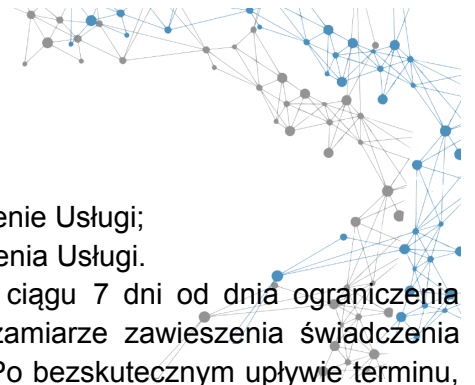 enie Usługi;
enia Usługi.
ciągu 7 dni od dnia ograniczenia
zamiarze zawieszenia świadczenia
Po bezskutecznym upływie terminu,